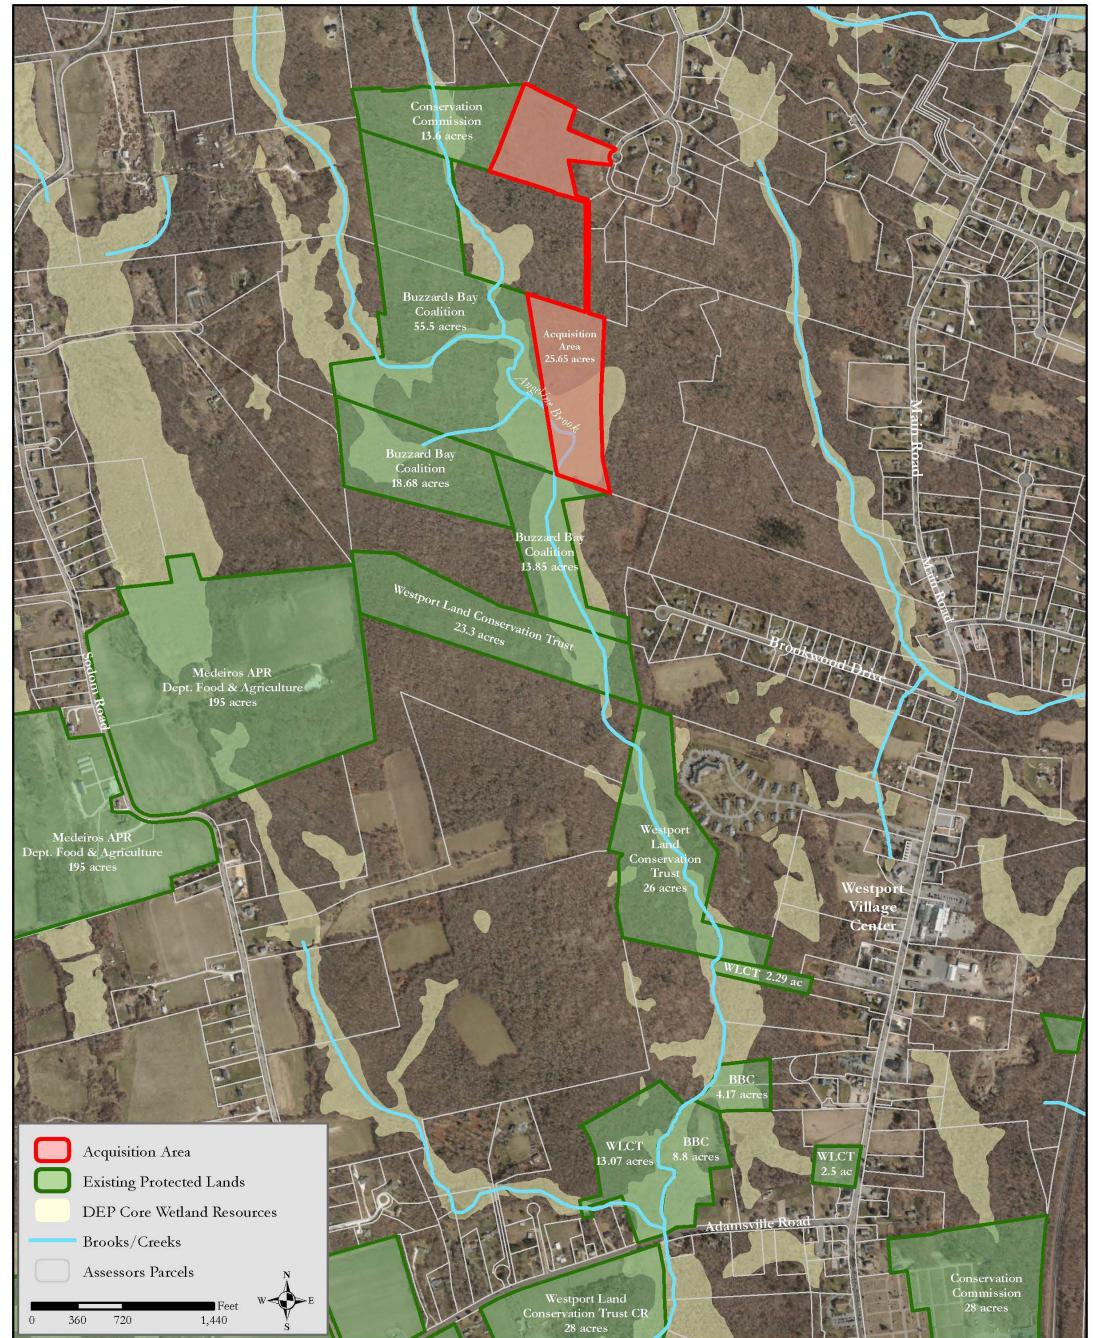 Conservation
Commission
13.6 acres
Buzzards Bay
Coalition
55.5 acres
Acquisition
Area
25.65 acres
Angeline Brook
Main Road
Buzzard Bay
Coalition
18.68 acres
Buzzard Bay
Coalition
13.85 acres
Main Road
Westport Land Conservation Trust
23.3 acres
Brookwood Drive
Sodom Road
Medeiros APR
Dept. Food & Agriculture
195 acres
Medeiros APR
Dept. Food & Agriculture
195 acres
Westport
Land
Conservation
Trust
26 acres
Westport
Village
Center
WLCT 2.29 ac
BBC
4.17 acres
WLCT
13.07 acres
BBC
8.8 acres
WLCT
2.5 ac
Adamsville Road
Westport Land
Conservation Trust CR
28 acres
Conservation
Commission
28 acres
Acquisition Area
Existing Protected Lands
DEP Core Wetland Resources
Brooks/Creeks
Assessors Parcels
N
W E
S
Feet
0 360 720 1,440